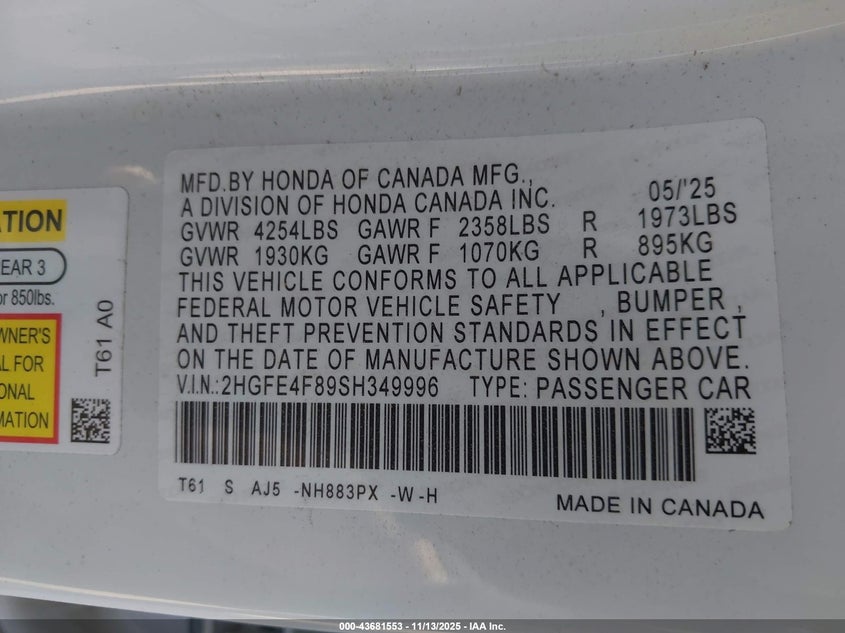 ATION
EAR 3
or 850lbs.
WNER'S
AL FOR
IONAL
MATION
T61 A0
MFD.BY HONDA OF CANADA MFG.,
A DIVISION OF HONDA CANADA INC. 05/'25
GVWR 4254LBS GAWR F 2358LBS R 1973LBS
GVWR 1930KG GAWR F 1070KG R 895KG
THIS VEHICLE CONFORMS TO ALL APPLICABLE
FEDERAL MOTOR VEHICLE SAFETY , BUMPER ,
AND THEFT PREVENTION STANDARDS IN EFFECT
ON THE DATE OF MANUFACTURE SHOWN ABOVE.
V.I.N.:2HGFE4F89SH349996 TYPE: PASSENGER CAR
T61 S AJ5 -NH883PX -W-H
MADE IN CANADA
000-43681553 — 11/13/2025 — IAA Inc.